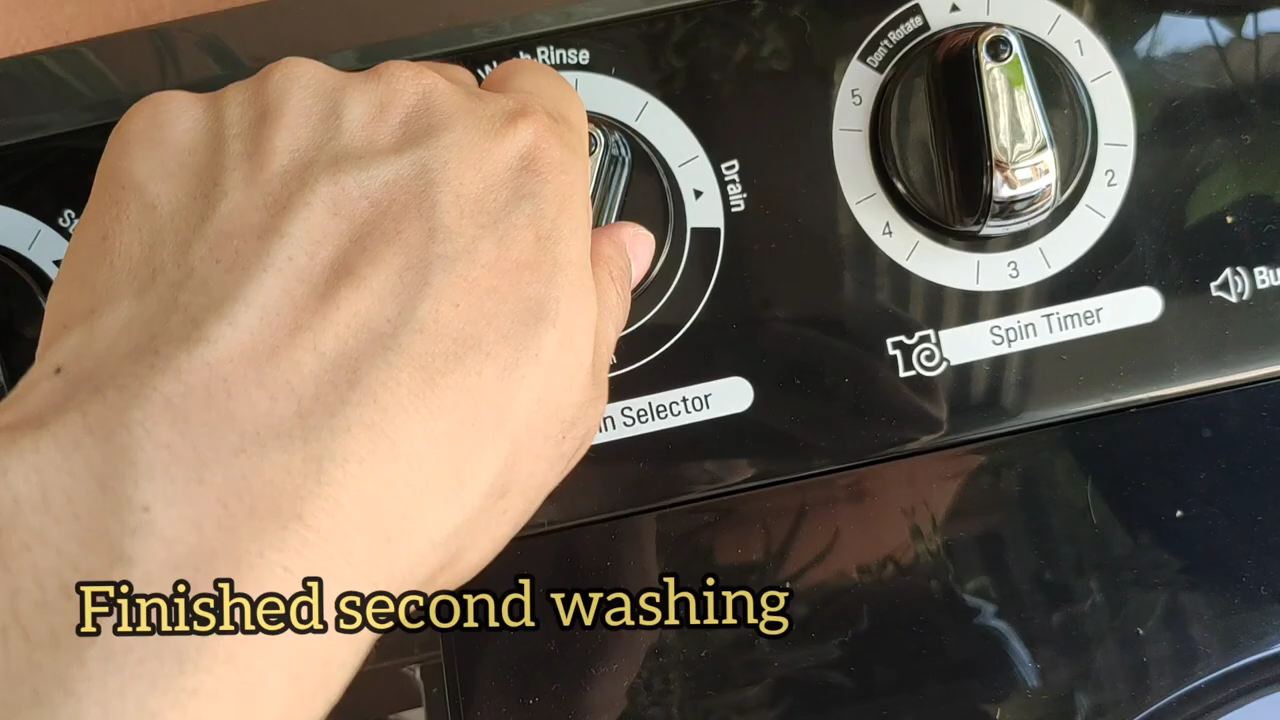 Rinse
Don't Rotate
1
5
2
4
3
Drain
Spin Timer
Selector
Finished second washing